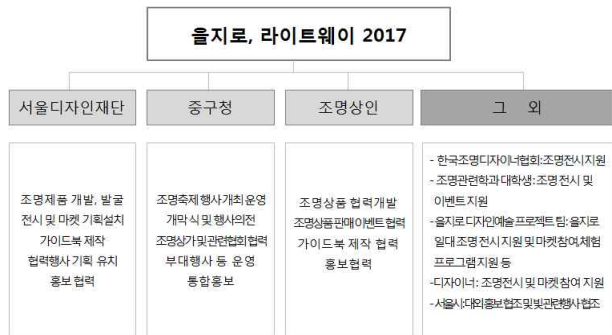 을지로, 라이트웨이 2017
서울디자인재단
중구청
조명상인
그 외
조명제품 개발, 발굴
전시 및 마켓 기획설치
가이드북 제작
협력행사 기획 유치
홍보 협력
조명축제 행사 개최 운영
개막 식 및 행사의전
조명상가 및 관련협회 협력
부대행사 등 운영
통합홍보
조명상품 협력개발
조명상품 판매 이벤트 협력
가이드북 제작 협력
홍보협력
- 한국조명디자이너협회:조명전시 지원
- 조명관련학과 대학생: 조명 전시 및
이벤트 지원
-을지로 디자인예술 프로젝트 팀: 을지로
일대 조명 전시 지원 및 마켓 참여,체험
프로그램 지원 등
-디자이너: 조명전시 및 마켓 참여 지원
- 서울시:대외홍보 협조 및 빛 관련행사 협조